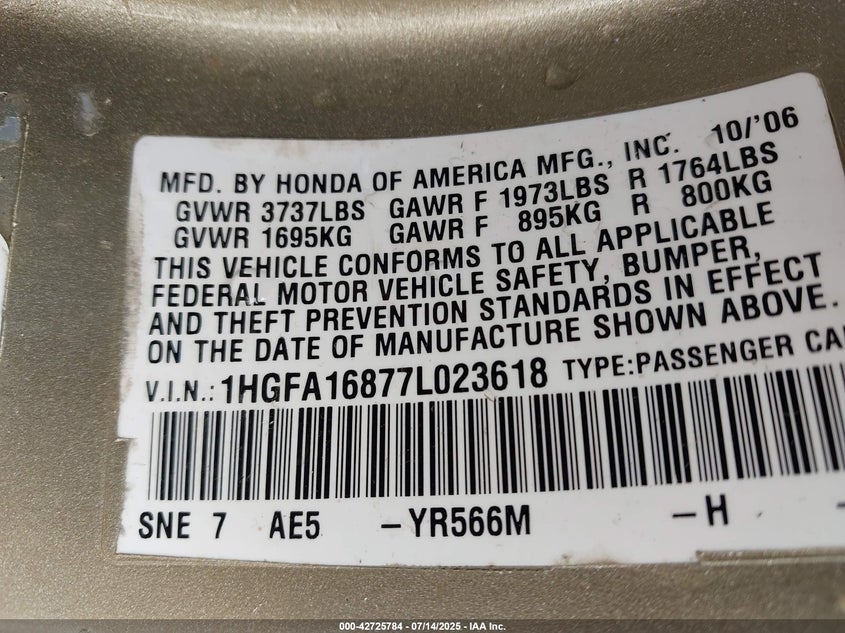 MFD. BY HONDA OF AMERICA MFG., INC. 10/'06
GVWR 3737LBS GAWR F 1973LBS R 1764LBS
GVWR 1695KG GAWR F 895KG R 800KG
THIS VEHICLE CONFORMS TO ALL APPLICABLE
FEDERAL MOTOR VEHICLE SAFETY, BUMPER,
AND THEFT PREVENTION STANDARDS IN EFFECT
ON THE DATE OF MANUFACTURE SHOWN ABOVE.
V.I.N.: 1HGFA16877L023618 TYPE:PASSENGER CA
SNE 7 AE5 -YR566M -H -
000-42725784 - 07/14/2025 - IAA Inc.